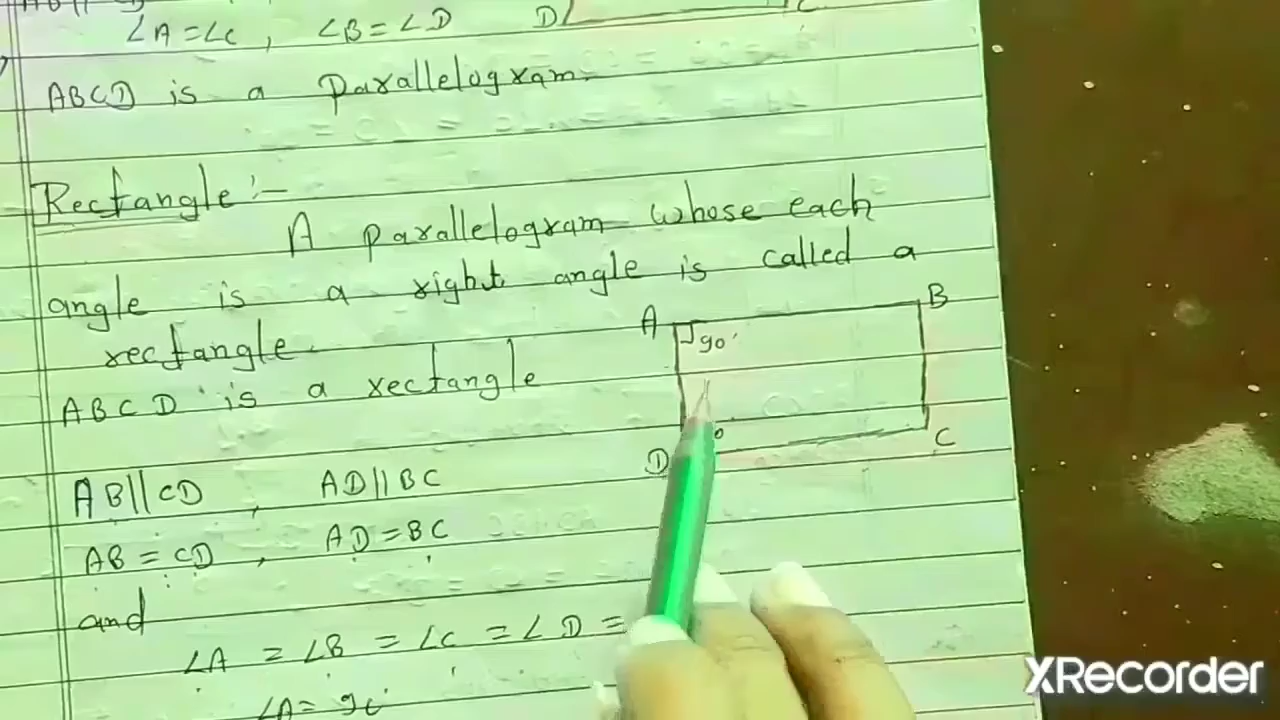 ∠A=∠C, ∠B=∠D D
ABCD is a parallelogram.
Rectangle:-
A parallelogram whose each
angle is a right angle is called a
rectangle.
A B
90°
ABCD is a rectangle
D C
AB||CD, AD||BC
AB=CD, AD=BC
and
∠A = ∠B = ∠C = ∠D =
∠A=
XRecorder